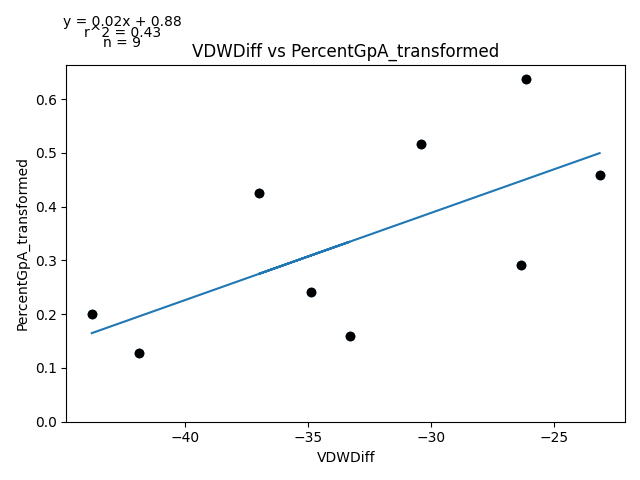 y = 0.02x + 0.88
r^2 = 0.43
n = 9
VDWDiff vs PercentGpA_transformed
0.6
0.5
0.4
0.3
0.2
0.1
0.0
PercentGpA_transformed
−40
−35
−30
−25
VDWDiff